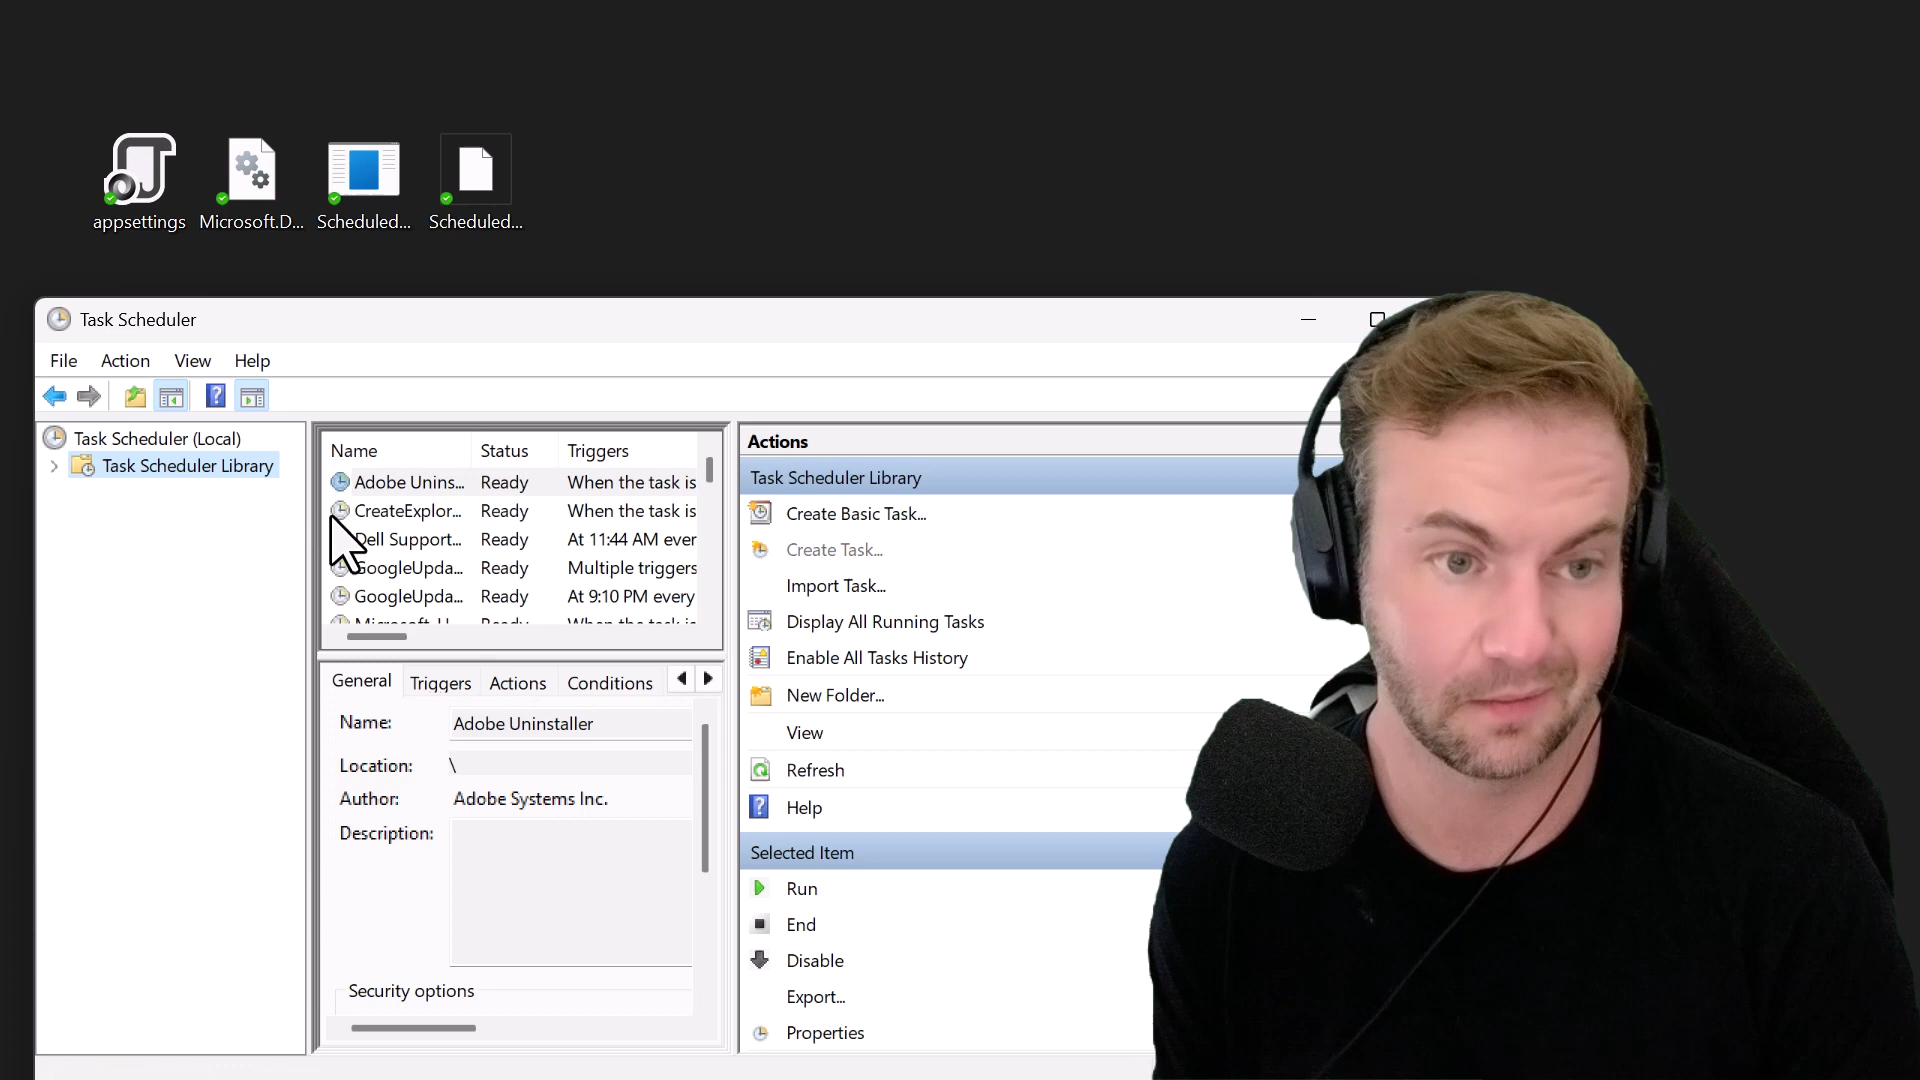 appsettings
Microsoft.D...
Scheduled...
Scheduled...
Task Scheduler
File Action View Help
Task Scheduler (Local)
Task Scheduler Library
Name Status Triggers
Adobe Unins... Ready When the task is
CreateExplor... Ready When the task is
Dell Support... Ready At 11:44 AM ever
GoogleUpda... Ready Multiple triggers
GoogleUpda... Ready At 9:10 PM every
General Triggers Actions Conditions
Name: Adobe Uninstaller
Location: \
Author: Adobe Systems Inc.
Description:
Security options
Actions
Task Scheduler Library
Create Basic Task...
Create Task...
Import Task...
Display All Running Tasks
Enable All Tasks History
New Folder...
View
Refresh
Help
Selected Item
Run
End
Disable
Export...
Properties